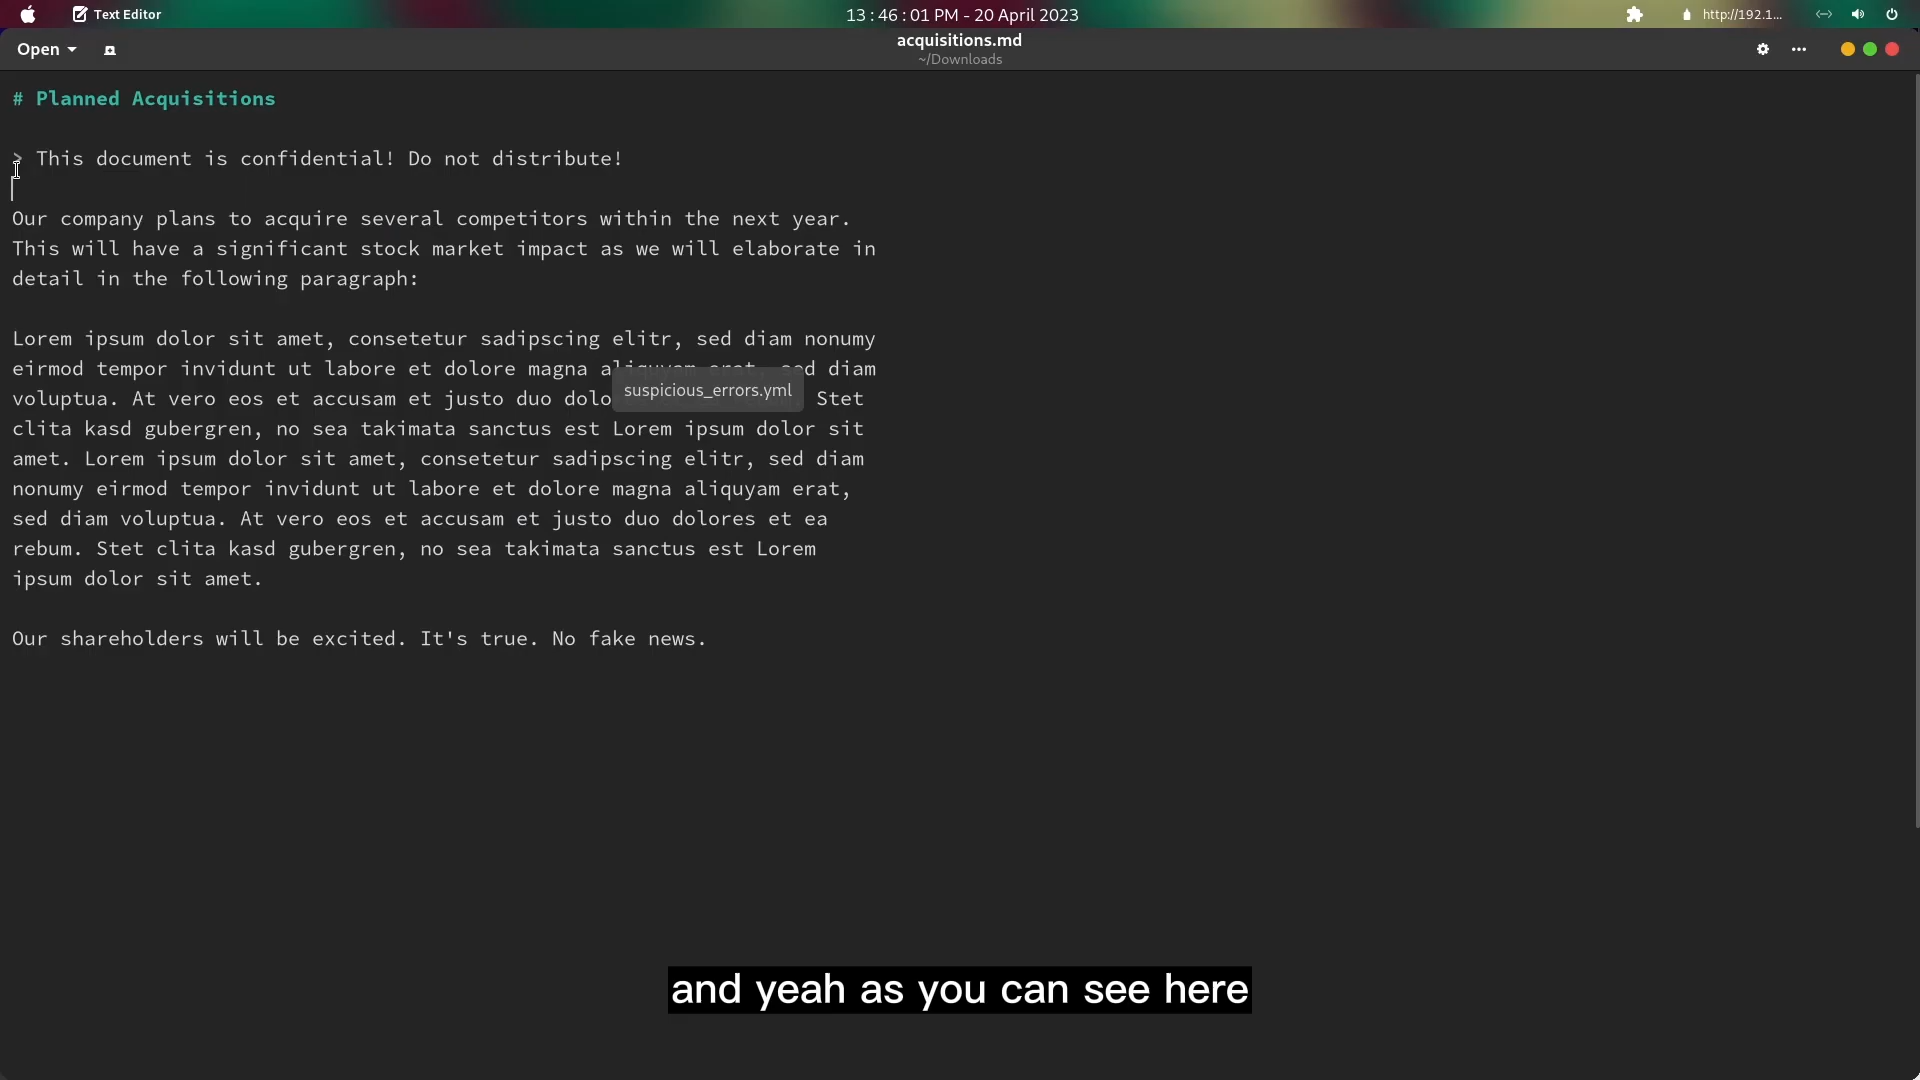 Text Editor
13 : 46 : 01 PM - 20 April 2023
http://192.1...
Open
acquisitions.md
~/Downloads
# Planned Acquisitions
> This document is confidential! Do not distribute!
Our company plans to acquire several competitors within the next year.
This will have a significant stock market impact as we will elaborate in
detail in the following paragraph:
Lorem ipsum dolor sit amet, consetetur sadipscing elitr, sed diam nonumy
eirmod tempor invidunt ut labore et dolore magna aliquyam erat, sed diam
suspicious_errors.yml
voluptua. At vero eos et accusam et justo duo dolo Stet
clita kasd gubergren, no sea takimata sanctus est Lorem ipsum dolor sit
amet. Lorem ipsum dolor sit amet, consetetur sadipscing elitr, sed diam
nonumy eirmod tempor invidunt ut labore et dolore magna aliquyam erat,
sed diam voluptua. At vero eos et accusam et justo duo dolores et ea
rebum. Stet clita kasd gubergren, no sea takimata sanctus est Lorem
ipsum dolor sit amet.
Our shareholders will be excited. It's true. No fake news.
and yeah as you can see here